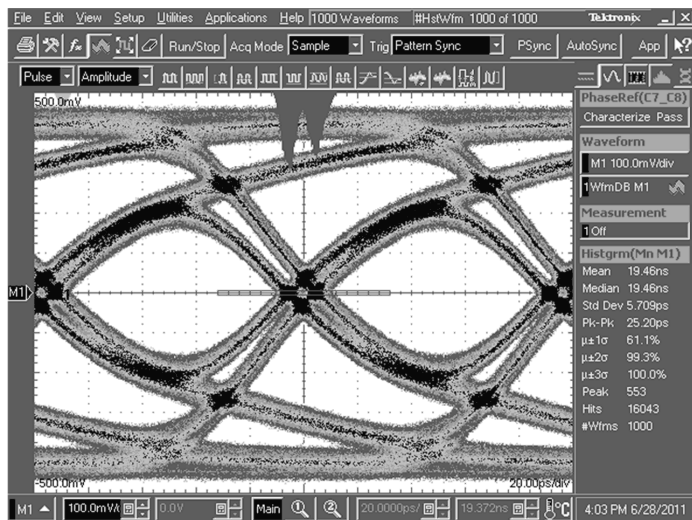 File Edit View Setup Utilities Applications Help 1000 Waveforms #HstWfm 1000 of 1000 Tektronix
Run/Stop Acq Mode Sample Trig Pattern Sync PSync AutoSync App
Pulse Amplitude
500.0mV
PhaseRef(C7_C8)
Characterize Pass
Waveform
M1 100.0mV/div
1 WfmDB M1
Measurement
1 Off
Histgrm(Mn M1)
Mean 19.46ns
Median 19.46ns
Std Dev 5.709ps
Pk-Pk 25.20ps
µ±1σ 61.1%
µ±2σ 99.3%
µ±3σ 100.0%
Peak 553
Hits 16043
#Wfms 1000
M1
-500.0mV 20.00ps/div
M1 100.0mV/ 0.0V Main 20.0000ps/ 19.372ns °C 4:03 PM 6/28/2011